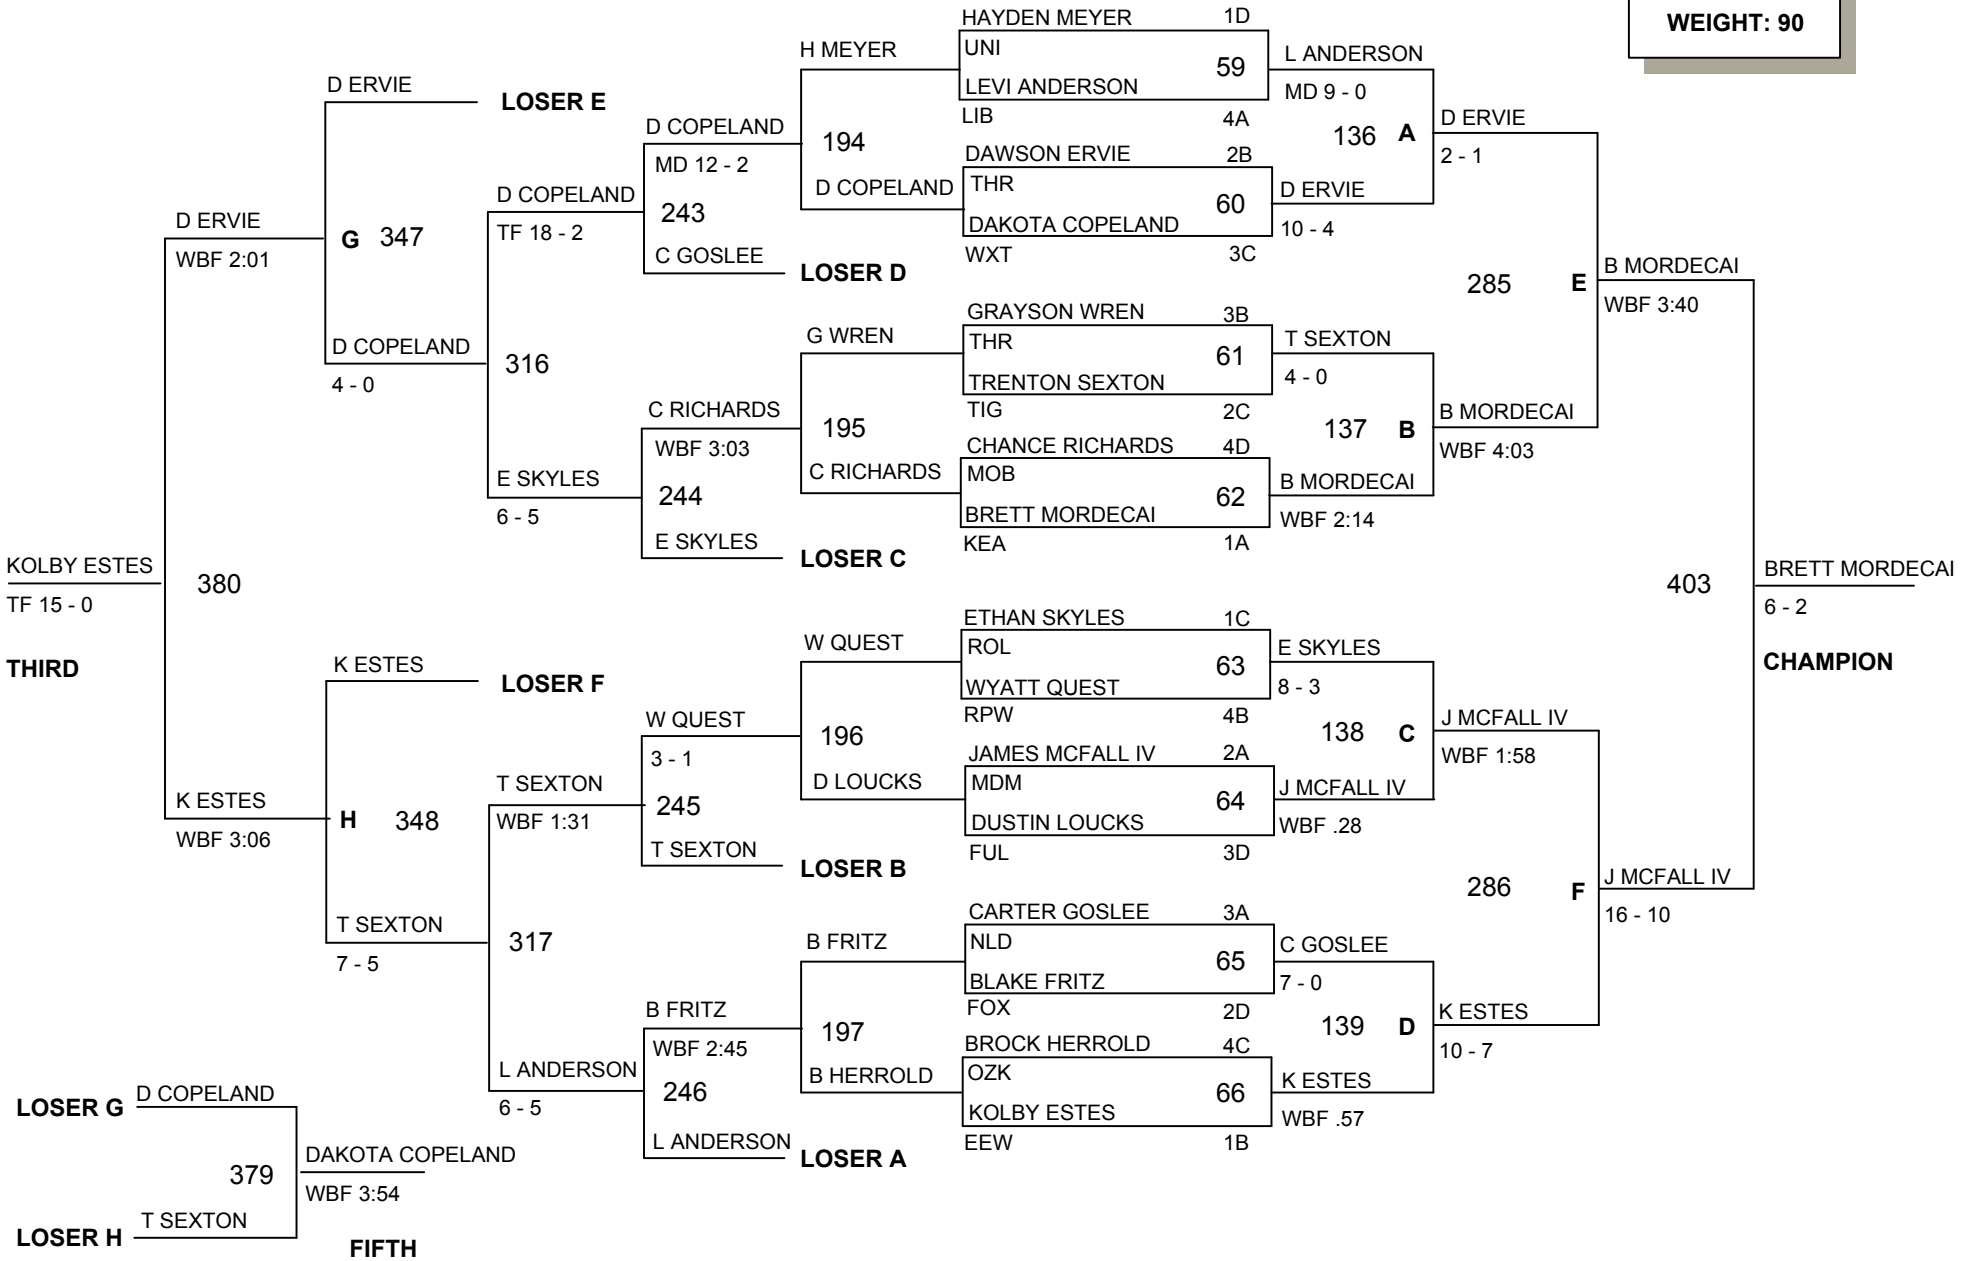 WEIGHT: 90
HAYDEN MEYER 1D
UNI
59
LEVI ANDERSON
LIB 4A
DAWSON ERVIE 2B
THR
60
DAKOTA COPELAND
WXT 3C
GRAYSON WREN 3B
THR
61
TRENTON SEXTON
TIG 2C
CHANCE RICHARDS 4D
MOB
62
BRETT MORDECAI
KEA 1A
ETHAN SKYLES 1C
ROL
63
WYATT QUEST
RPW 4B
JAMES MCFALL IV 2A
MDM
64
DUSTIN LOUCKS
FUL 3D
CARTER GOSLEE 3A
NLD
65
BLAKE FRITZ
FOX 2D
BROCK HERROLD 4C
OZK
66
KOLBY ESTES
EEW 1B
L ANDERSON
MD 9 - 0
136 A
D ERVIE
10 - 4
T SEXTON
4 - 0
137 B
B MORDECAI
WBF 2:14
E SKYLES
8 - 3
138 C
J MCFALL IV
WBF .28
C GOSLEE
7 - 0
139 D
K ESTES
WBF .57
D ERVIE
2 - 1
285 E
B MORDECAI
WBF 4:03
J MCFALL IV
WBF 1:58
286 F
K ESTES
10 - 7
B MORDECAI
WBF 3:40
403
J MCFALL IV
16 - 10
BRETT MORDECAI
6 - 2
CHAMPION
H MEYER
194
D COPELAND
G WREN
195
C RICHARDS
W QUEST
196
D LOUCKS
B FRITZ
197
B HERROLD
D COPELAND
MD 12 - 2
243
C GOSLEE
LOSER D
C RICHARDS
WBF 3:03
244
E SKYLES
LOSER C
W QUEST
3 - 1
245
T SEXTON
LOSER B
B FRITZ
WBF 2:45
246
L ANDERSON
LOSER A
D COPELAND
TF 18 - 2
316
E SKYLES
6 - 5
T SEXTON
WBF 1:31
317
L ANDERSON
6 - 5
D ERVIE
LOSER E
G 347
D COPELAND
4 - 0
K ESTES
LOSER F
H 348
T SEXTON
7 - 5
D ERVIE
WBF 2:01
380
K ESTES
WBF 3:06
KOLBY ESTES
TF 15 - 0
THIRD
LOSER G D COPELAND
379
LOSER H T SEXTON
DAKOTA COPELAND
WBF 3:54
FIFTH